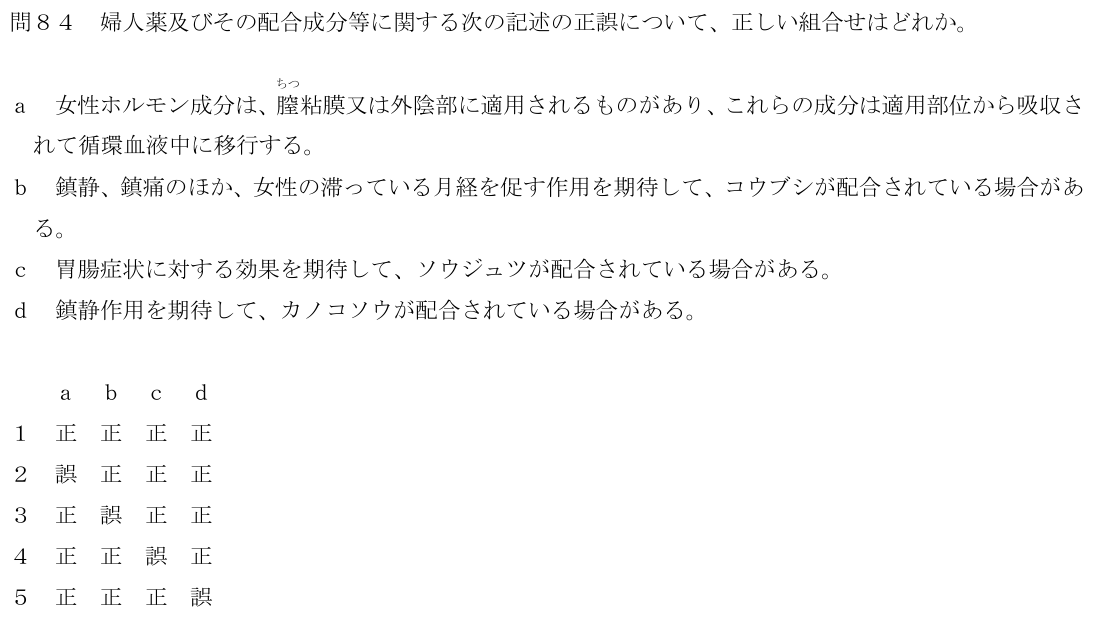 問84　婦人薬及びその配合成分等に関する次の記述の正誤について、正しい組合せはどれか。
ちつ
a　女性ホルモン成分は、膣粘膜又は外陰部に適用されるものがあり、これらの成分は適用部位から吸収さ
れて循環血液中に移行する。
b　鎮静、鎮痛のほか、女性の滞っている月経を促す作用を期待して、コウブシが配合されている場合があ
る。
c　胃腸症状に対する効果を期待して、ソウジュツが配合されている場合がある。
d　鎮静作用を期待して、カノコソウが配合されている場合がある。
a　b　c　d
1　正　正　正　正
2　誤　正　正　正
3　正　誤　正　正
4　正　正　誤　正
5　正　正　正　誤